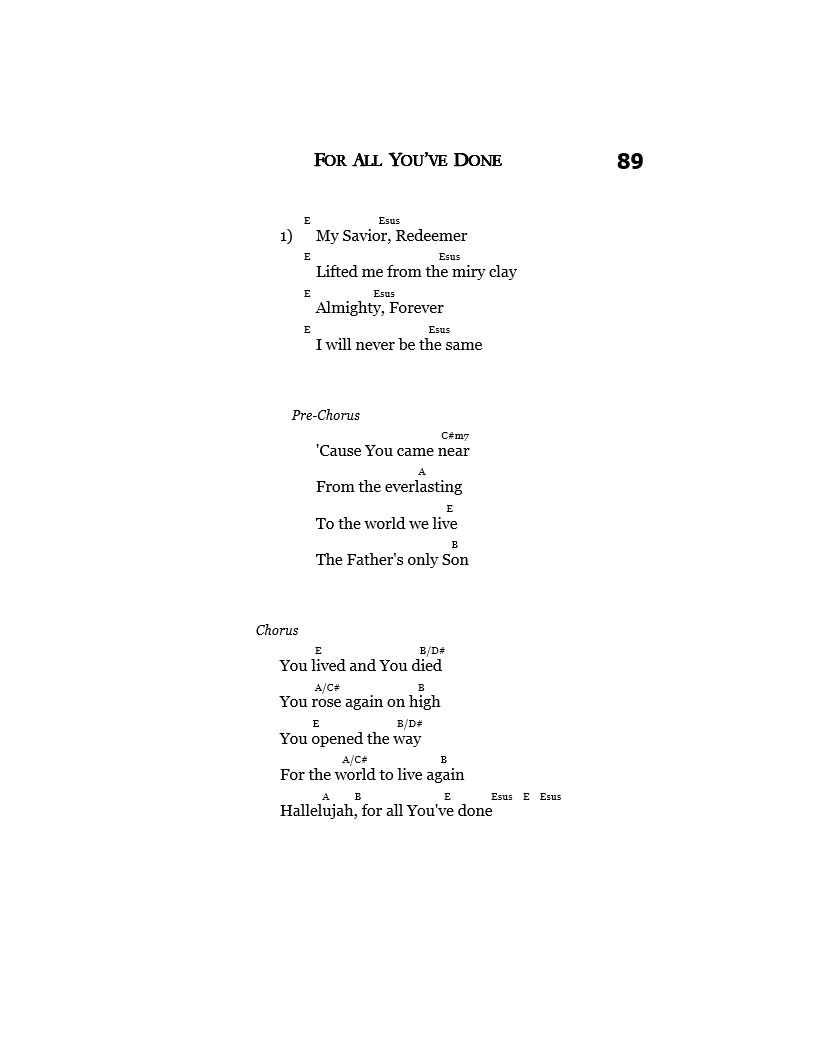 FOR ALL YOU'VE DONE 89
E Esus
1) My Savior, Redeemer
E Esus
Lifted me from the miry clay
E Esus
Almighty, Forever
E Esus
I will never be the same
Pre-Chorus
C#m7
'Cause You came near
A
From the everlasting
E
To the world we live
B
The Father's only Son
Chorus
E B/D#
You lived and You died
A/C# B
You rose again on high
E B/D#
You opened the way
A/C# B
For the world to live again
A B E Esus E Esus
Hallelujah, for all You've done